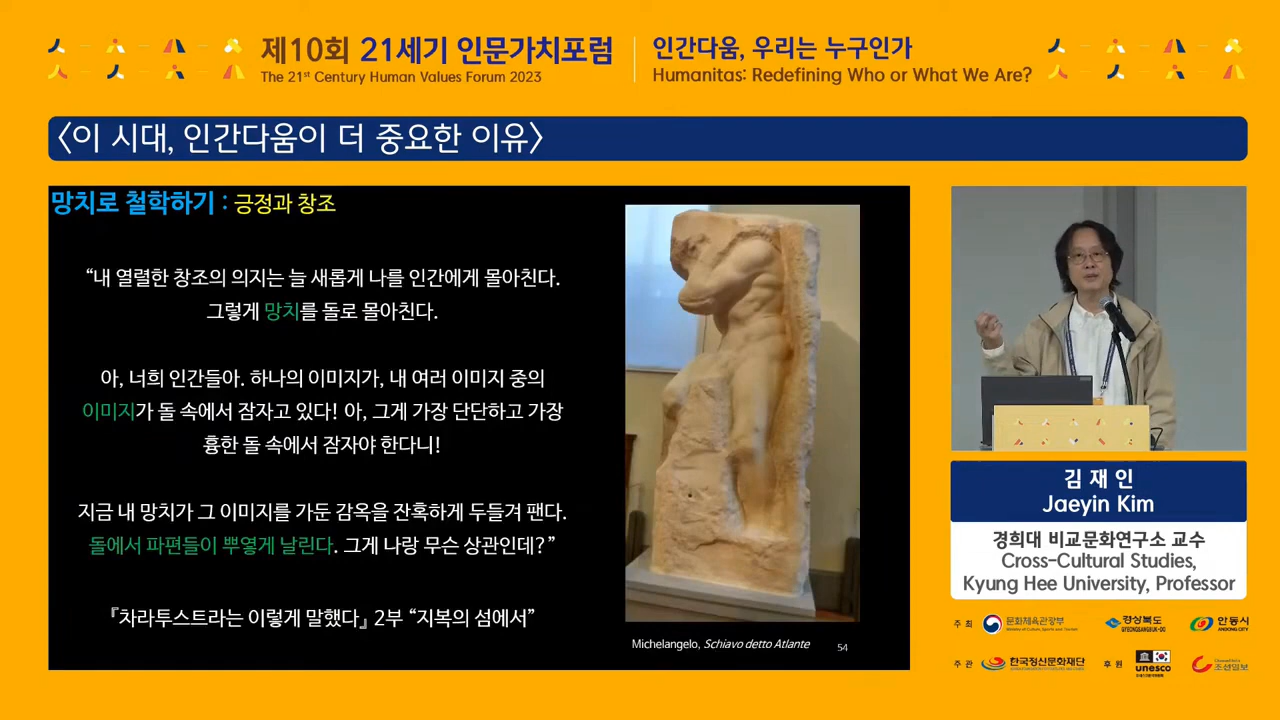 제10회 21세기 인문가치포럼
The 21st Century Human Values Forum 2023
인간다움, 우리는 누구인가
Humanitas: Redefining Who or What We Are?
〈이 시대, 인간다움이 더 중요한 이유〉
망치로 철학하기 : 긍정과 창조
“내 열렬한 창조의 의지는 늘 새롭게 나를 인간에게 몰아친다.
그렇게 망치를 돌로 몰아친다.
아, 너희 인간들아. 하나의 이미지가, 내 여러 이미지 중의
이미지가 돌 속에서 잠자고 있다! 아, 그게 가장 단단하고 가장
흉한 돌 속에서 잠자야 한다니!
지금 내 망치가 그 이미지를 가둔 감옥을 잔혹하게 두들겨 팬다.
돌에서 파편들이 뿌옇게 날린다. 그게 나랑 무슨 상관인데?”
『차라투스트라는 이렇게 말했다』 2부 “지복의 섬에서”
Michelangelo, Schiavo detto Atlante
54
김 재 인
Jaeyin Kim
경희대 비교문화연구소 교수
Cross-Cultural Studies,
Kyung Hee University, Professor
주 최 문화체육관광부 경상북도 GYEONGSANGBUK-DO 안동시 ANDONG CITY
주 관 한국정신문화재단 후 원 unesco 조선일보